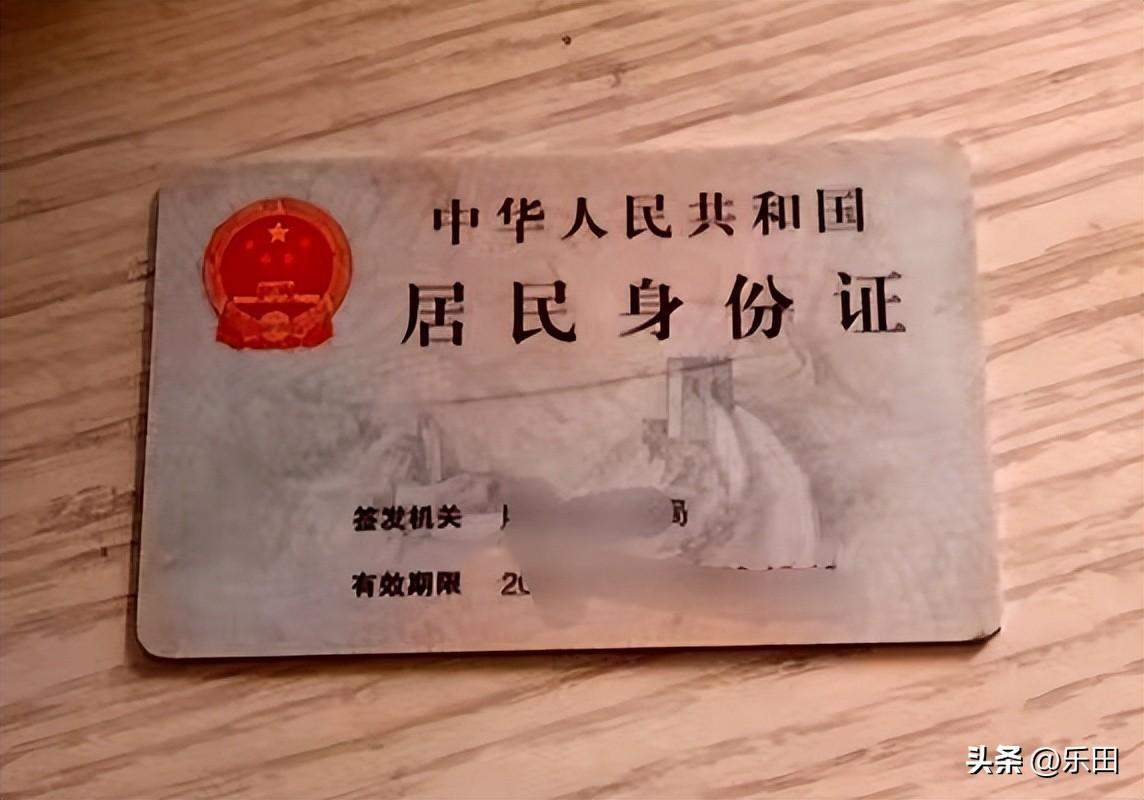 中华人民共和国
居民身份证
签发机关 局
有效期限 20
头条 @乐田